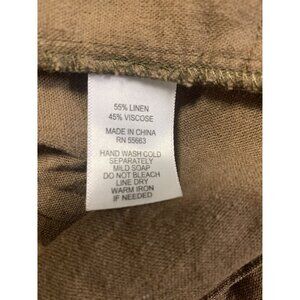 55% LINEN
45% VISCOSE
MADE IN CHINA
RN 55663
HAND WASH COLD
SEPARATELY
MILD SOAP
DO NOT BLEACH
LINE DRY
WARM IRON
IF NEEDED